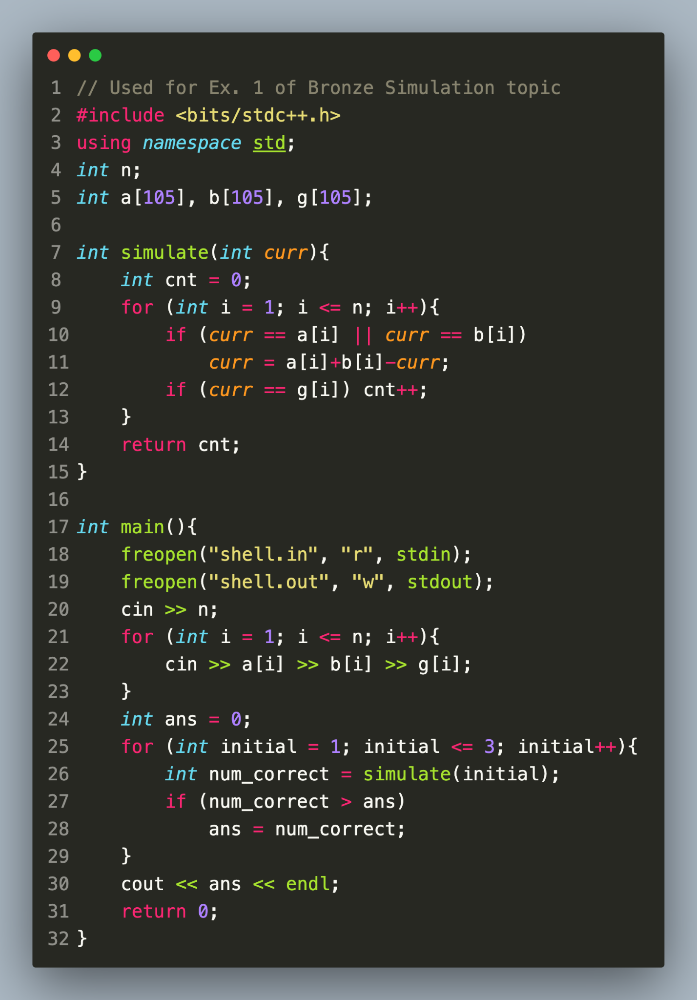 1 // Used for Ex. 1 of Bronze Simulation topic
2 #include <bits/stdc++.h>
3 using namespace std;
4 int n;
5 int a[105], b[105], g[105];
6
7 int simulate(int curr){
8     int cnt = 0;
9     for (int i = 1; i <= n; i++){
10         if (curr == a[i] || curr == b[i])
11             curr = a[i]+b[i]-curr;
12         if (curr == g[i]) cnt++;
13     }
14     return cnt;
15 }
16
17 int main(){
18     freopen("shell.in", "r", stdin);
19     freopen("shell.out", "w", stdout);
20     cin >> n;
21     for (int i = 1; i <= n; i++){
22         cin >> a[i] >> b[i] >> g[i];
23     }
24     int ans = 0;
25     for (int initial = 1; initial <= 3; initial++){
26         int num_correct = simulate(initial);
27         if (num_correct > ans)
28             ans = num_correct;
29     }
30     cout << ans << endl;
31     return 0;
32 }